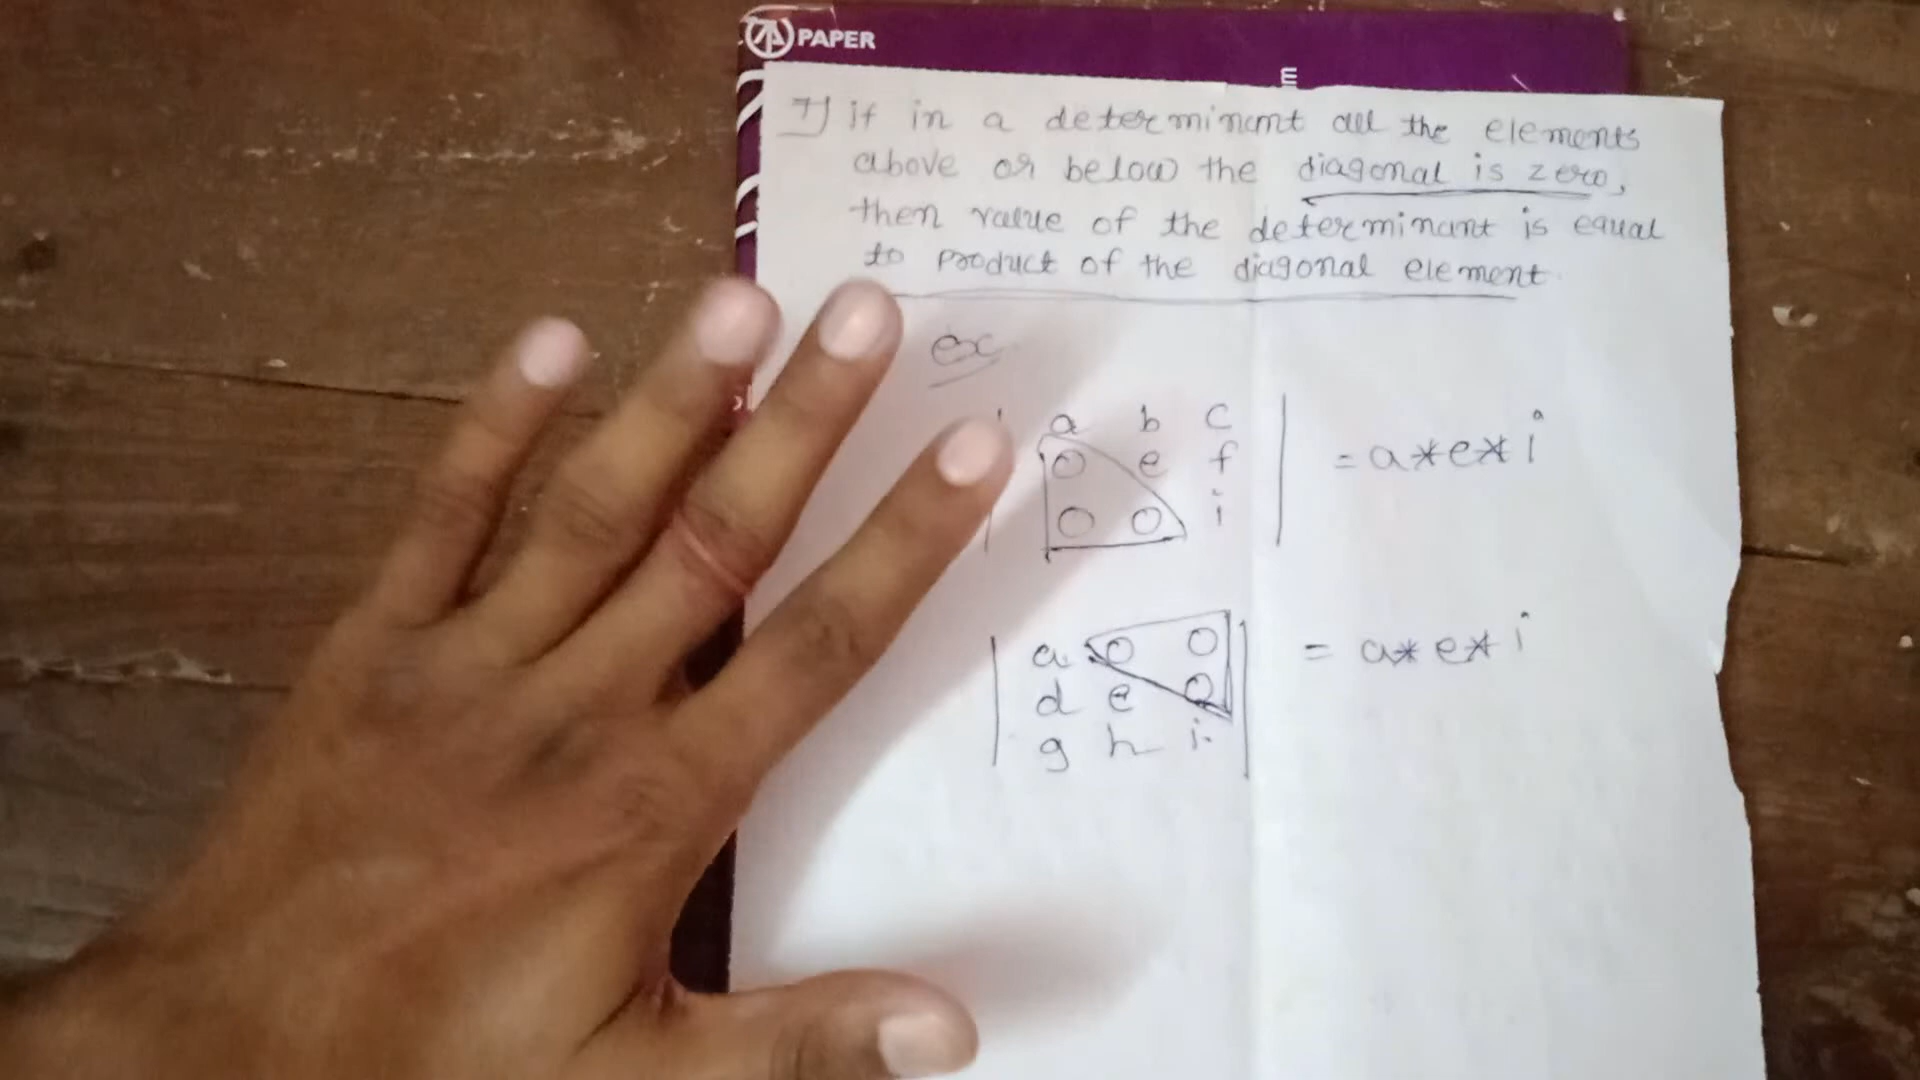 PAPER
E
7) if in a determinant all the elements
above or below the diagonal is zero,
then value of the determinant is equal
to product of the diagonal element
ex
a b c
0 e f = a*e*i
0 0 i
a 0 0 = a*e*i
d e 0
g h i